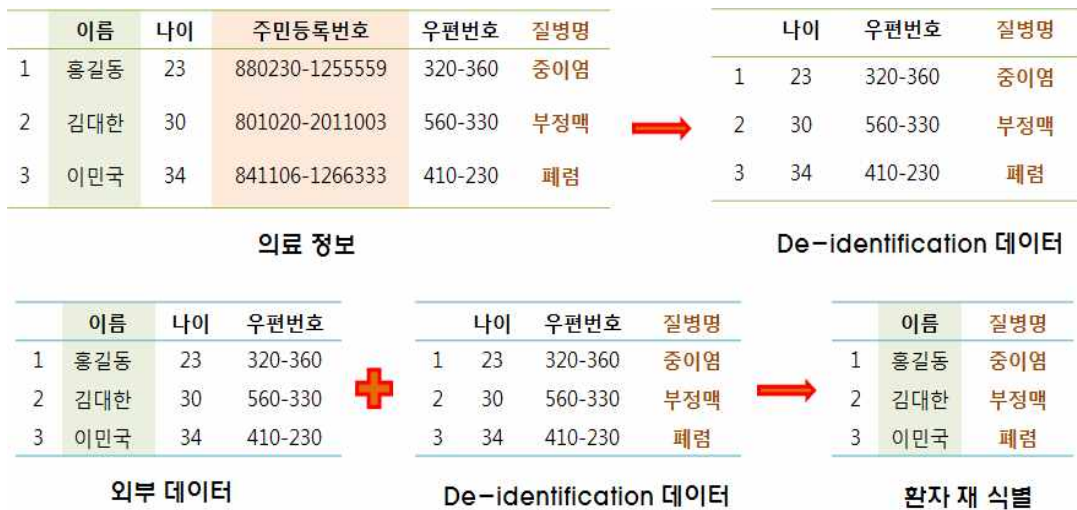 이름 나이 주민등록번호 우편번호 질병명
1 홍길동 23 880230-1255559 320-360 중이염
2 김대한 30 801020-2011003 560-330 부정맥
3 이민국 34 841106-1266333 410-230 폐렴
의료 정보
나이 우편번호 질병명
1 23 320-360 중이염
2 30 560-330 부정맥
3 34 410-230 폐렴
De-identification 데이터
이름 나이 우편번호
1 홍길동 23 320-360
2 김대한 30 560-330
3 이민국 34 410-230
외부 데이터
나이 우편번호 질병명
1 23 320-360 중이염
2 30 560-330 부정맥
3 34 410-230 폐렴
De-identification 데이터
이름 질병명
1 홍길동 중이염
2 김대한 부정맥
3 이민국 폐렴
환자 재 식별